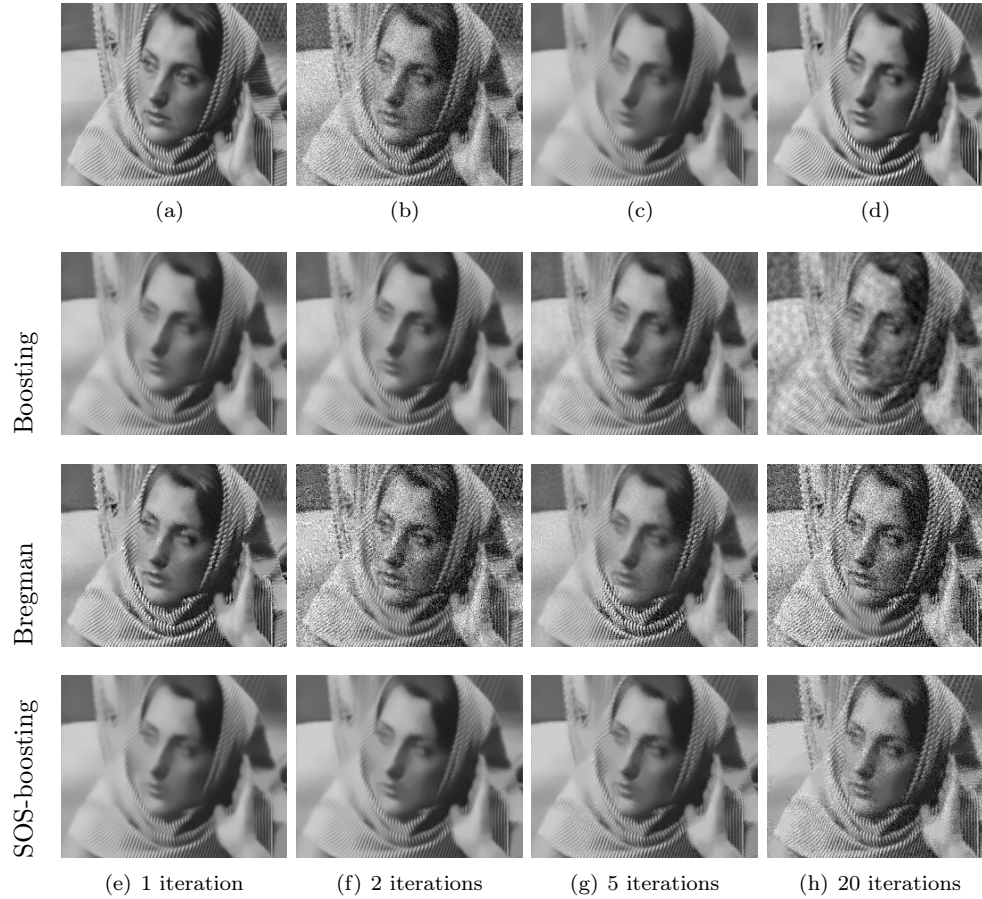 (a) (b) (c) (d)
Boosting
Bregman
SOS-boosting
(e) 1 iteration (f) 2 iterations (g) 5 iterations (h) 20 iterations